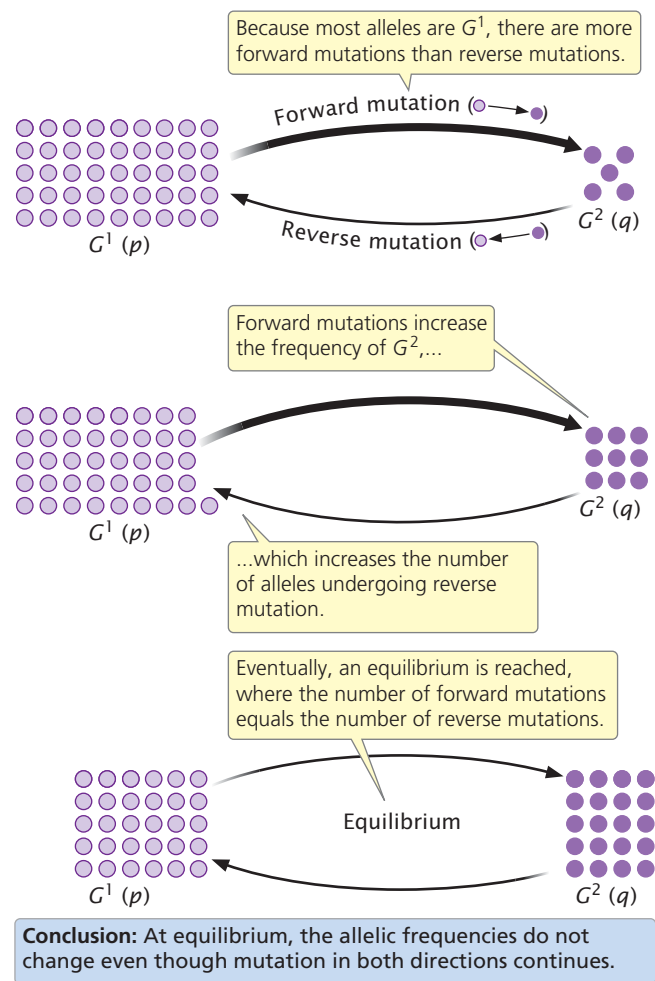 Because most alleles are G¹, there are more
forward mutations than reverse mutations.
Forward mutation ( )
G¹ (p)
G² (q)
Reverse mutation ( )
Forward mutations increase
the frequency of G²,...
G¹ (p)
G² (q)
...which increases the number
of alleles undergoing reverse
mutation.
Eventually, an equilibrium is reached,
where the number of forward mutations
equals the number of reverse mutations.
Equilibrium
G¹ (p)
G² (q)
Conclusion: At equilibrium, the allelic frequencies do not
change even though mutation in both directions continues.